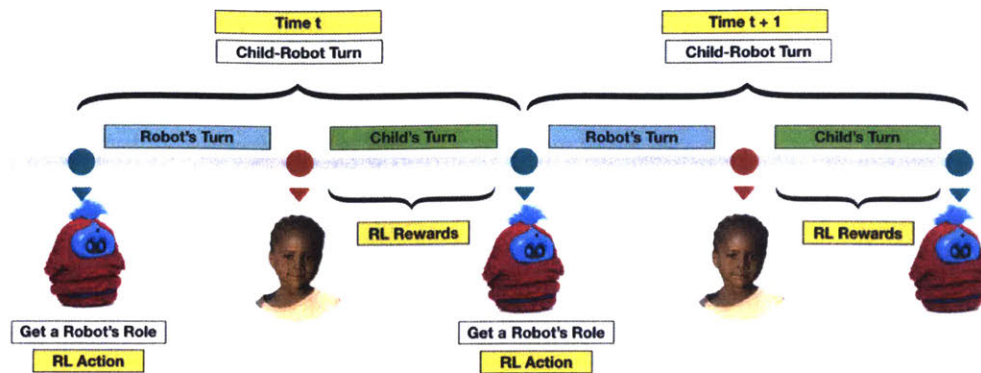 Time t
Time t + 1
Child-Robot Turn
Child-Robot Turn
Robot's Turn
Child's Turn
Robot's Turn
Child's Turn
RL Rewards
RL Rewards
Get a Robot's Role
Get a Robot's Role
RL Action
RL Action